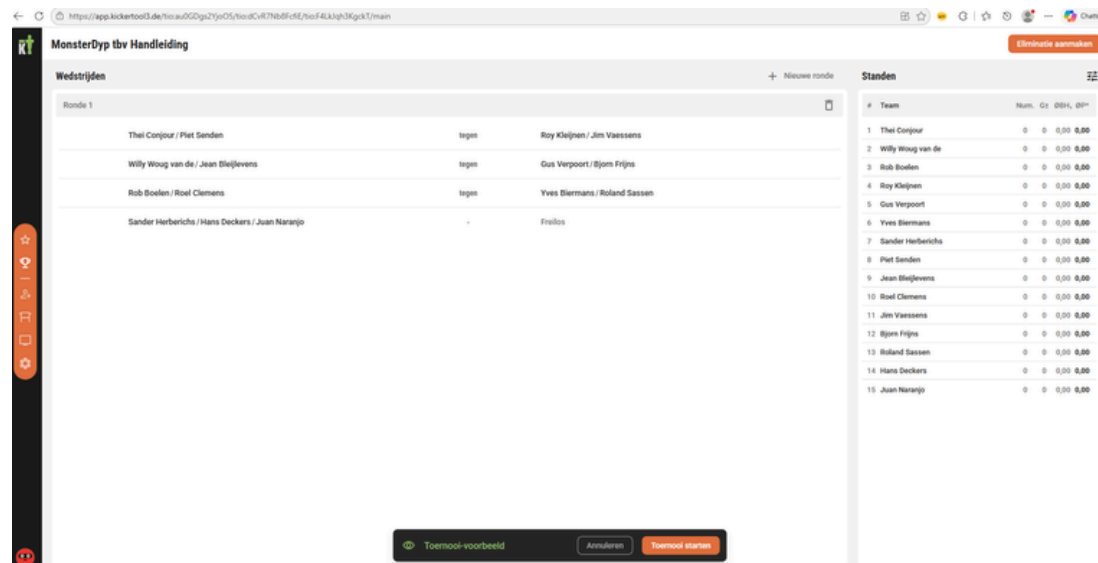 https://app.kickertool3.de/
MonsterDyp tbv Handleiding
Eliminatie aanmaken
Wedstrijden
+ Nieuwe ronde
Ronde 1
Thei Conjour / Piet Senden tegen Roy Kleijnen / Jim Vaessens
Willy Woug van de / Jean Bleijlevens tegen Gus Verpoort / Bjorn Frijns
Rob Boelen / Roel Clemens tegen Yves Biermans / Roland Sassen
Sander Herberichs / Hans Deckers / Juan Naranjo - Freilos
Standen
# Team Num.
1 Thei Conjour 0 0 0,00 0,00
2 Willy Woug van de 0 0 0,00 0,00
3 Rob Boelen 0 0 0,00 0,00
4 Roy Kleijnen 0 0 0,00 0,00
5 Gus Verpoort 0 0 0,00 0,00
6 Yves Biermans 0 0 0,00 0,00
7 Sander Herberichs 0 0 0,00 0,00
8 Piet Senden 0 0 0,00 0,00
9 Jean Bleijlevens 0 0 0,00 0,00
10 Roel Clemens 0 0 0,00 0,00
11 Jim Vaessens 0 0 0,00 0,00
12 Bjorn Frijns 0 0 0,00 0,00
13 Roland Sassen 0 0 0,00 0,00
14 Hans Deckers 0 0 0,00 0,00
15 Juan Naranjo 0 0 0,00 0,00
Toernooi-voorbeeld
Annuleren
Toernooi starten